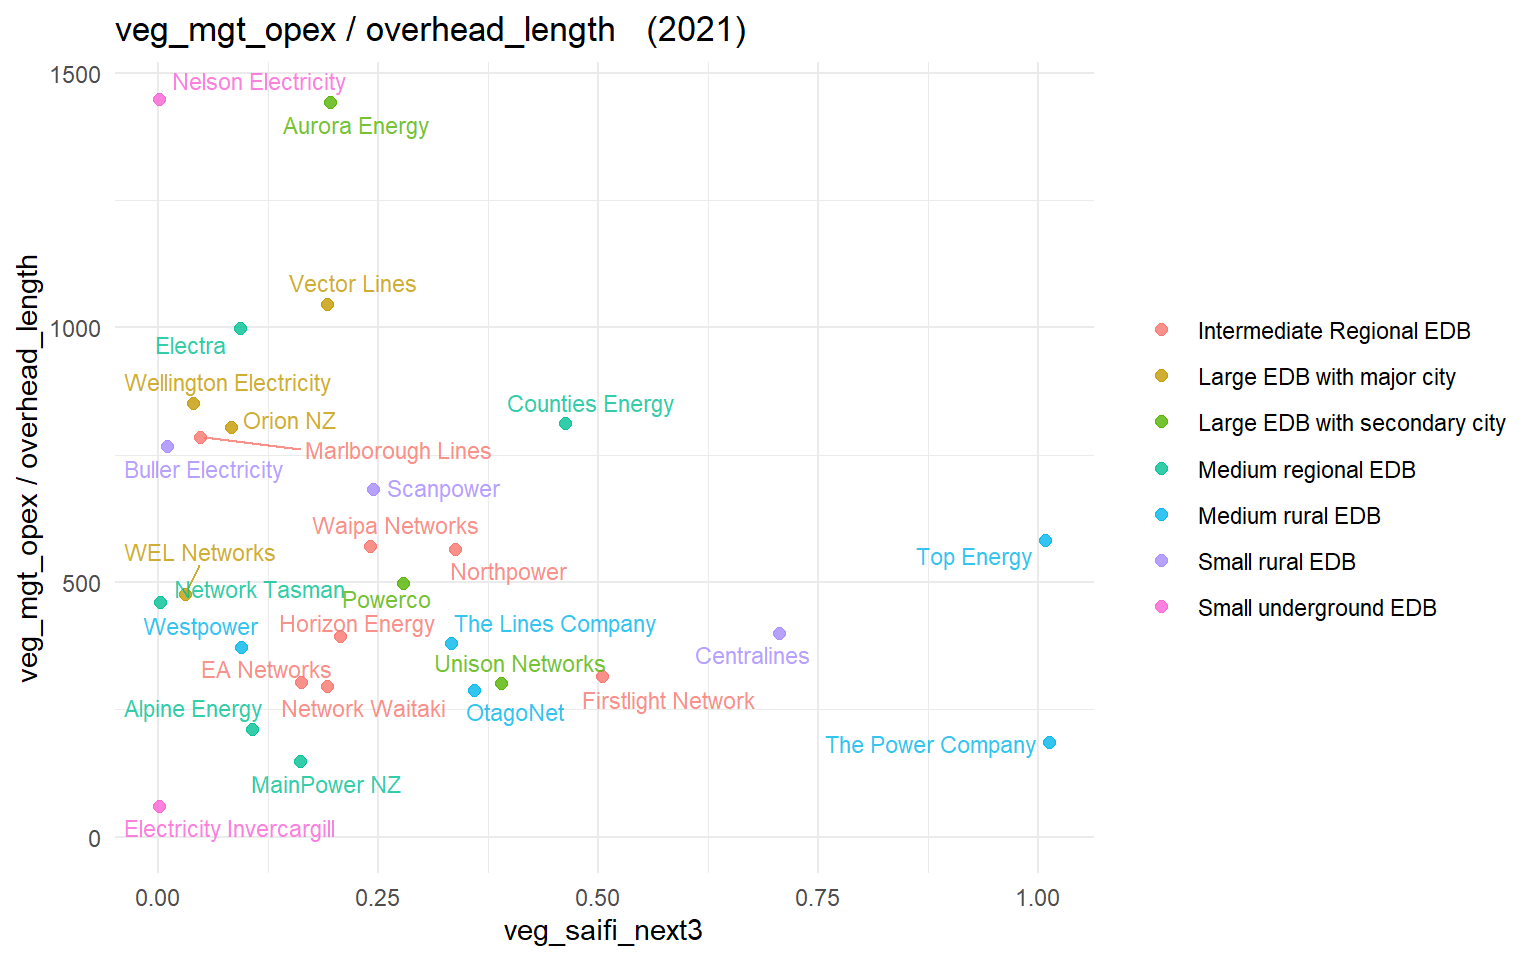 veg_mgt_opex / overhead_length (2021)
veg_mgt_opex / overhead_length
1500
1000
500
0
Nelson Electricity
Aurora Energy
Vector Lines
Electra
Wellington Electricity
Counties Energy
Orion NZ
Marlborough Lines
Buller Electricity
Scanpower
Waipa Networks
WEL Networks
Top Energy
Northpower
Network Tasman
Powerco
Westpower
Horizon Energy
The Lines Company
Centralines
Unison Networks
EA Networks
Firstlight Network
Network Waitaki
Alpine Energy
OtagoNet
The Power Company
MainPower NZ
Electricity Invercargill
0.00
0.25
0.50
0.75
1.00
veg_saifi_next3
Intermediate Regional EDB
Large EDB with major city
Large EDB with secondary city
Medium regional EDB
Medium rural EDB
Small rural EDB
Small underground EDB